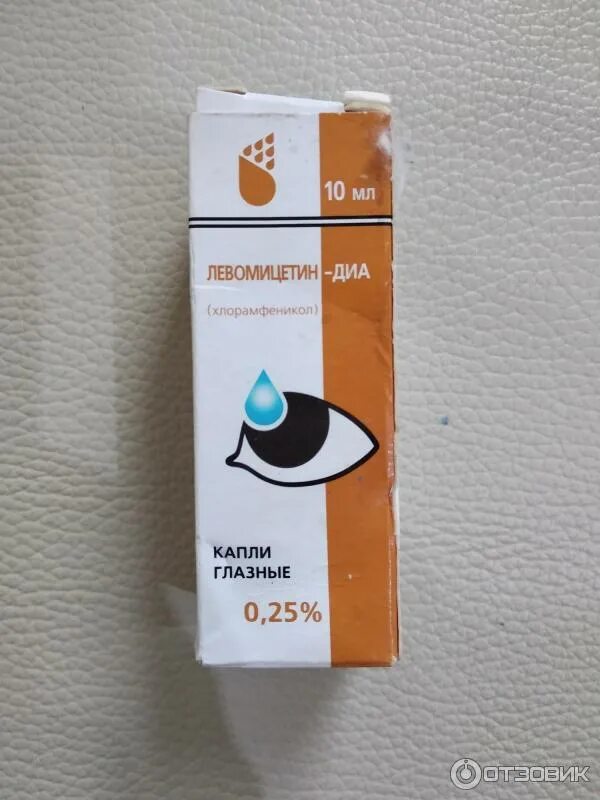 10 мл
ЛЕВОМИЦЕТИН-ДИА
(хлорамфеникол)
КАПЛИ
ГЛАЗНЫЕ
0,25%
ОТЗОВИК